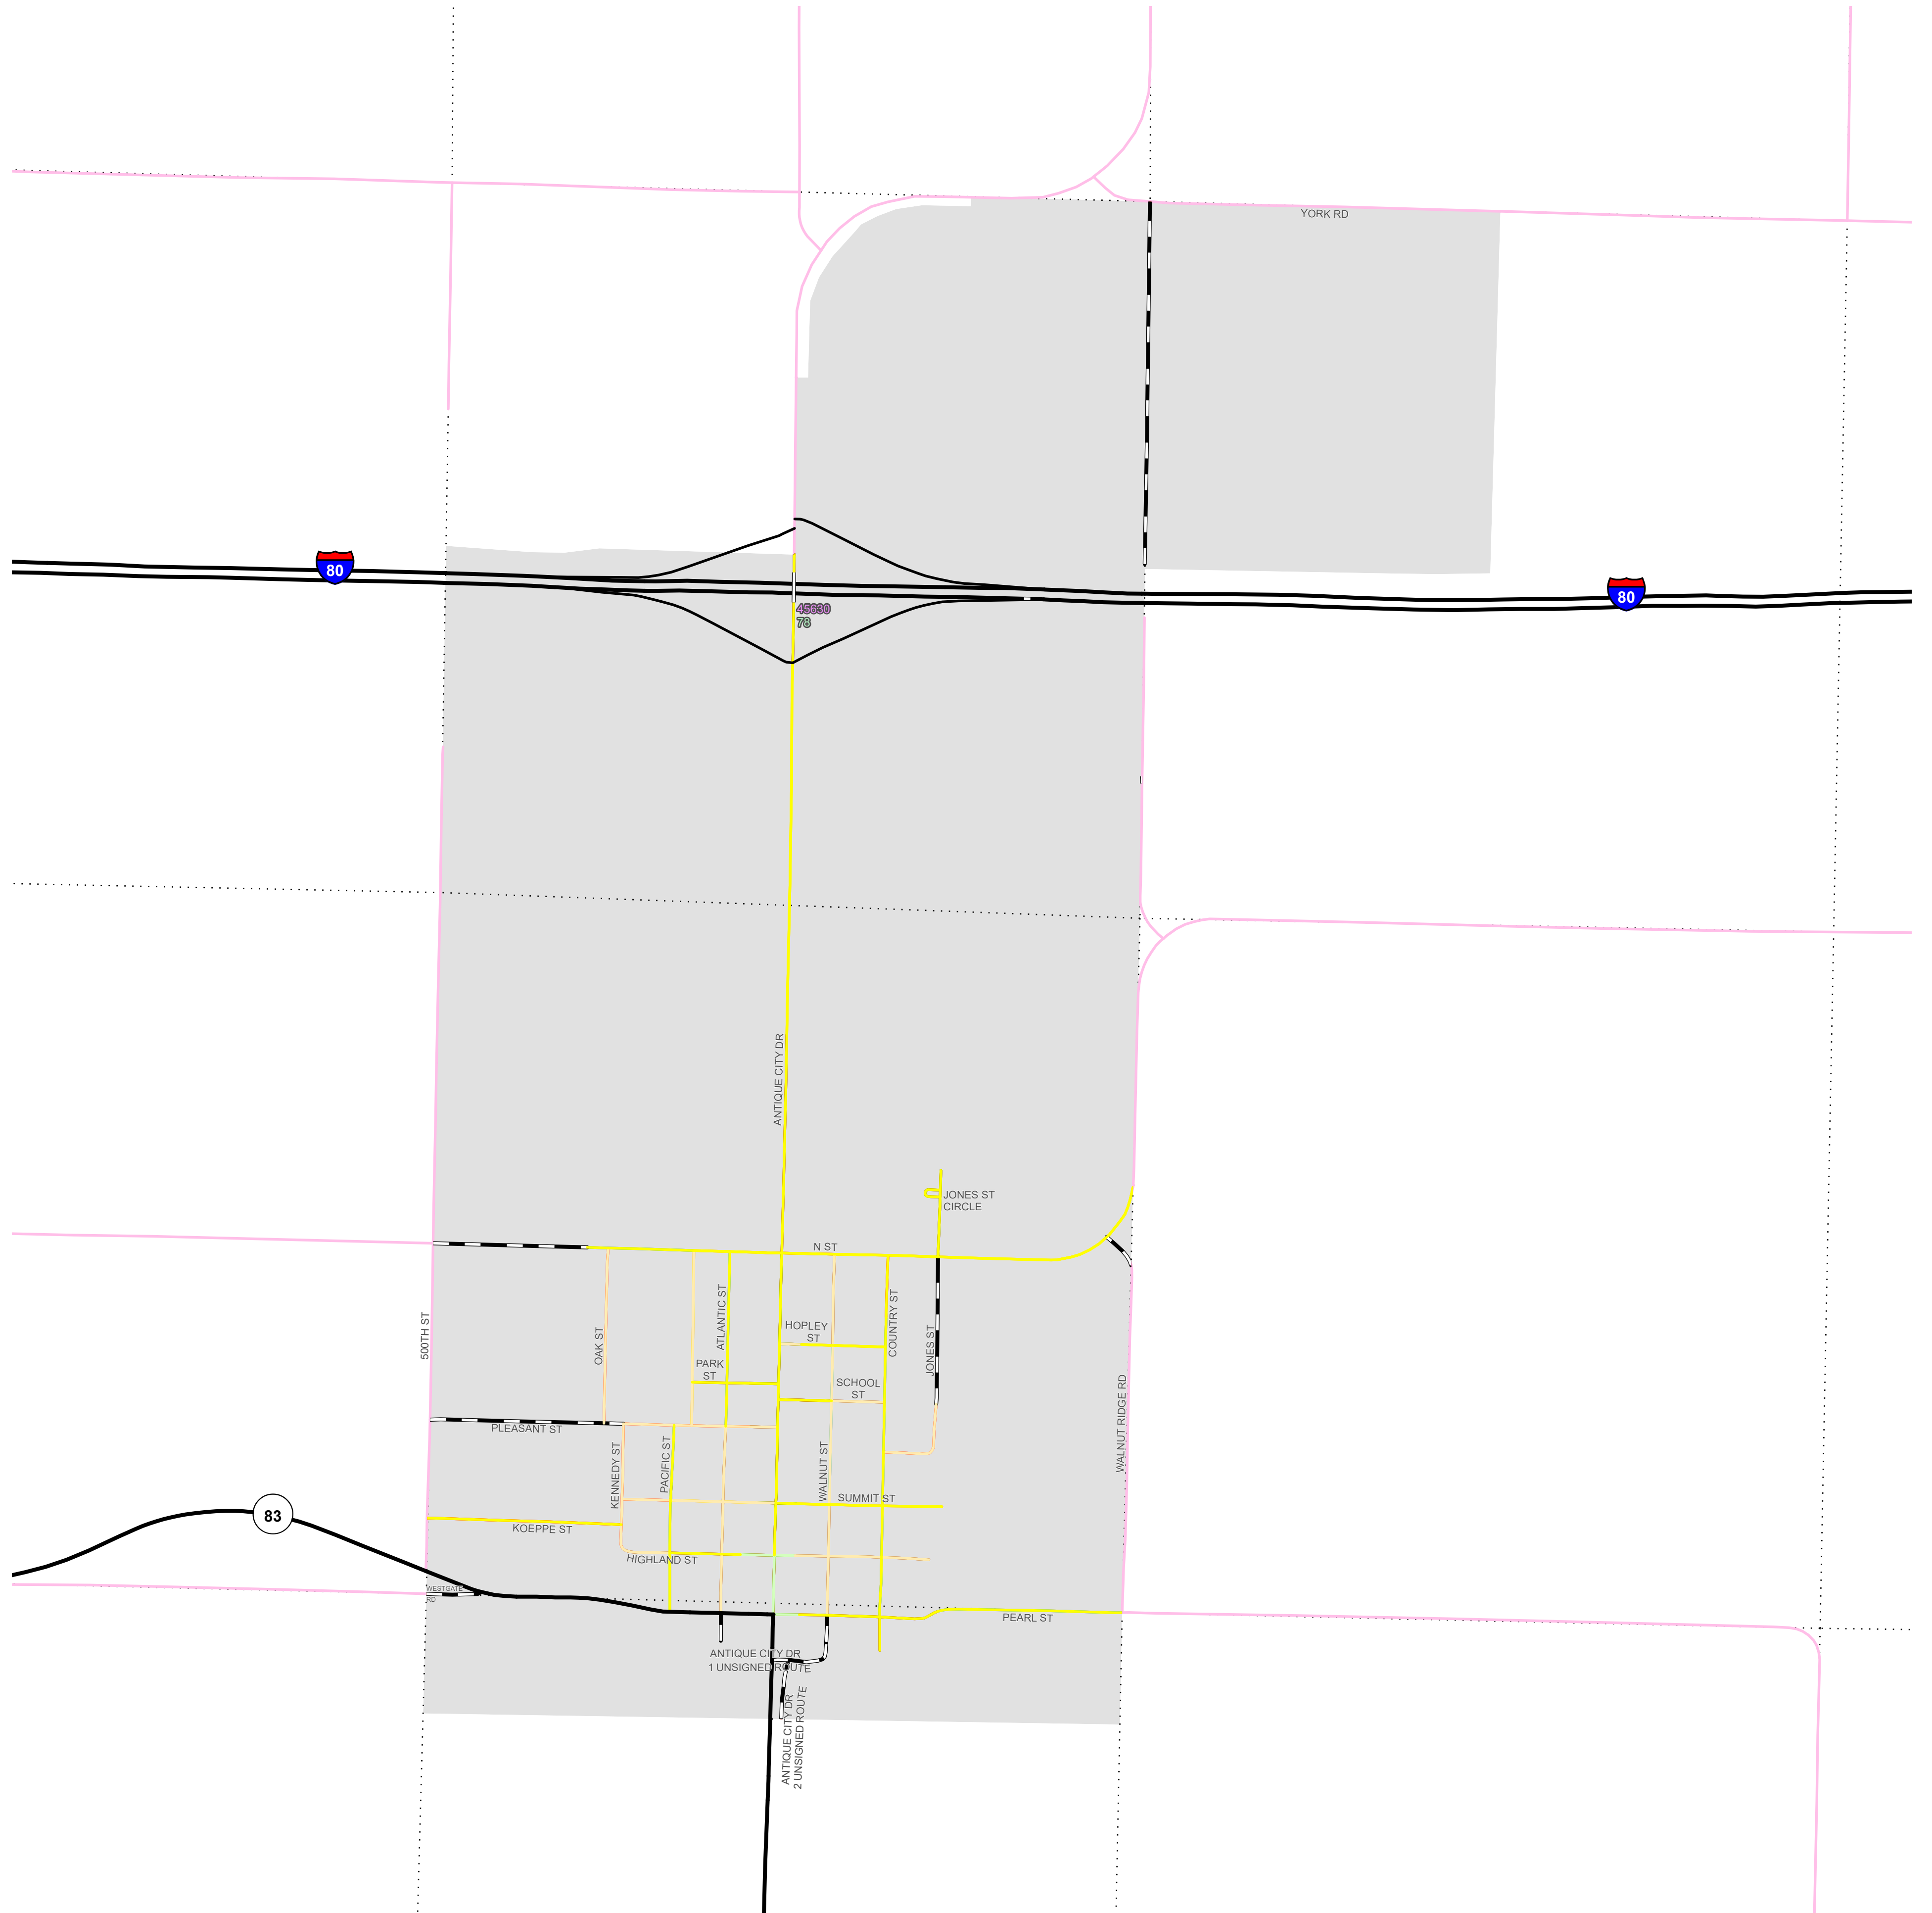 YORK RD
80
80
45630
78
ANTIQUE CITY DR
JONES ST
CIRCLE
N ST
500TH ST
OAK ST
ATLANTIC ST
HOPLEY
ST
COUNTRY ST
JONES ST
PARK
ST
SCHOOL
ST
WALNUT RIDGE RD
PLEASANT ST
KENNEDY ST
PACIFIC ST
WALNUT ST
SUMMIT ST
83
KOEPPE ST
HIGHLAND ST
WESTGATE
RD
PEARL ST
ANTIQUE CITY DR
1 UNSIGNED ROUTE
ANTIQUE CITY DR
2 UNSIGNED ROUTE